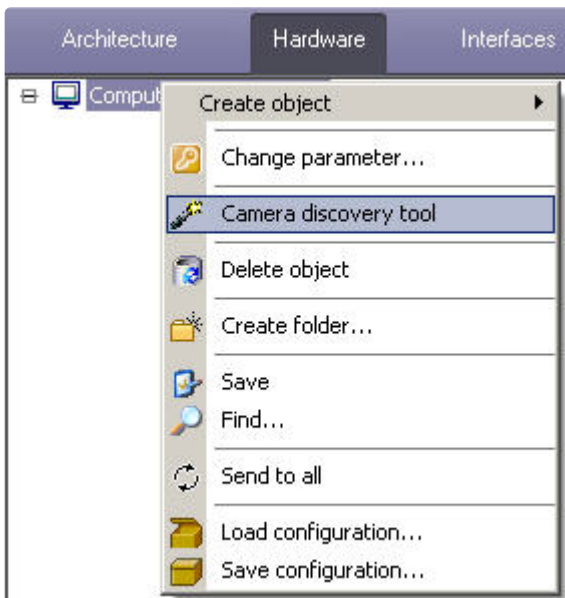 Architecture Hardware Interfaces
Comput
Create object
Change parameter...
Camera discovery tool
Delete object
Create folder...
Save
Find...
Send to all
Load configuration...
Save configuration...